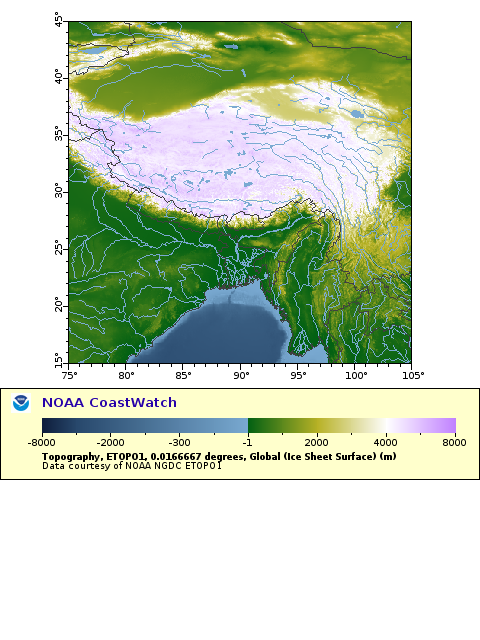 45°
40°
35°
30°
25°
20°
15°
75° 80° 85° 90° 95° 100° 105°
NOAA CoastWatch
-8000 -2000 -300 -1 2000 4000 8000
Topography, ETOPO1, 0.0166667 degrees, Global (Ice Sheet Surface) (m)
Data courtesy of NOAA NGDC ETOPO1